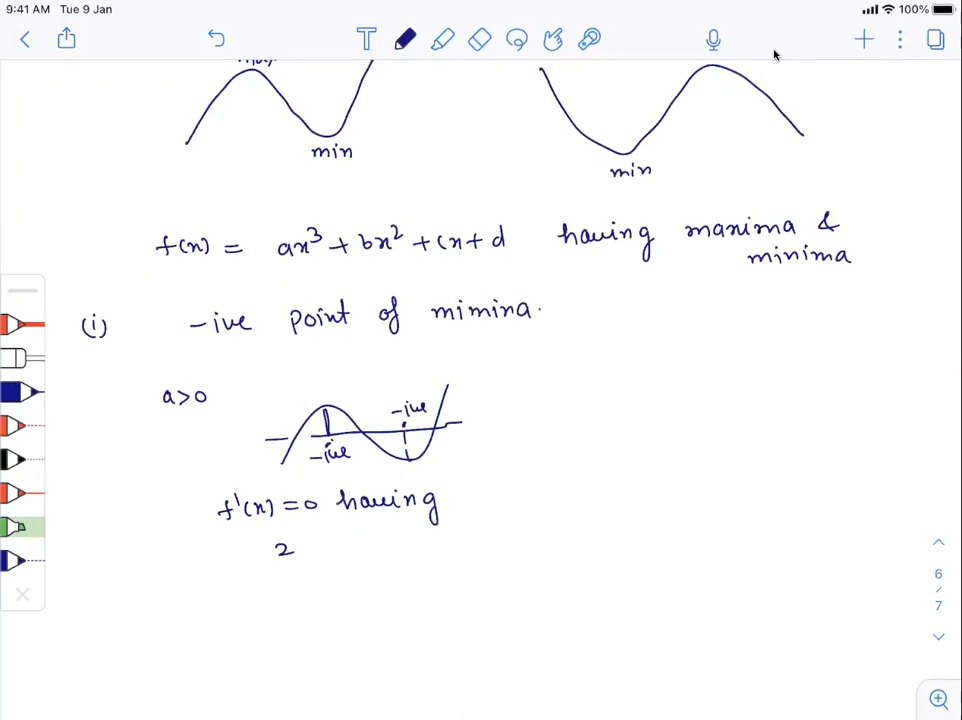 9:41 AM Tue 9 Jan 100%
T
min
min
f(x) = ax³ + bx² + cx + d having maxima &
minima
(i) -ive point of mimina.
a>0
-ive
-ive
f'(x) = 0 having
2
6
/
7